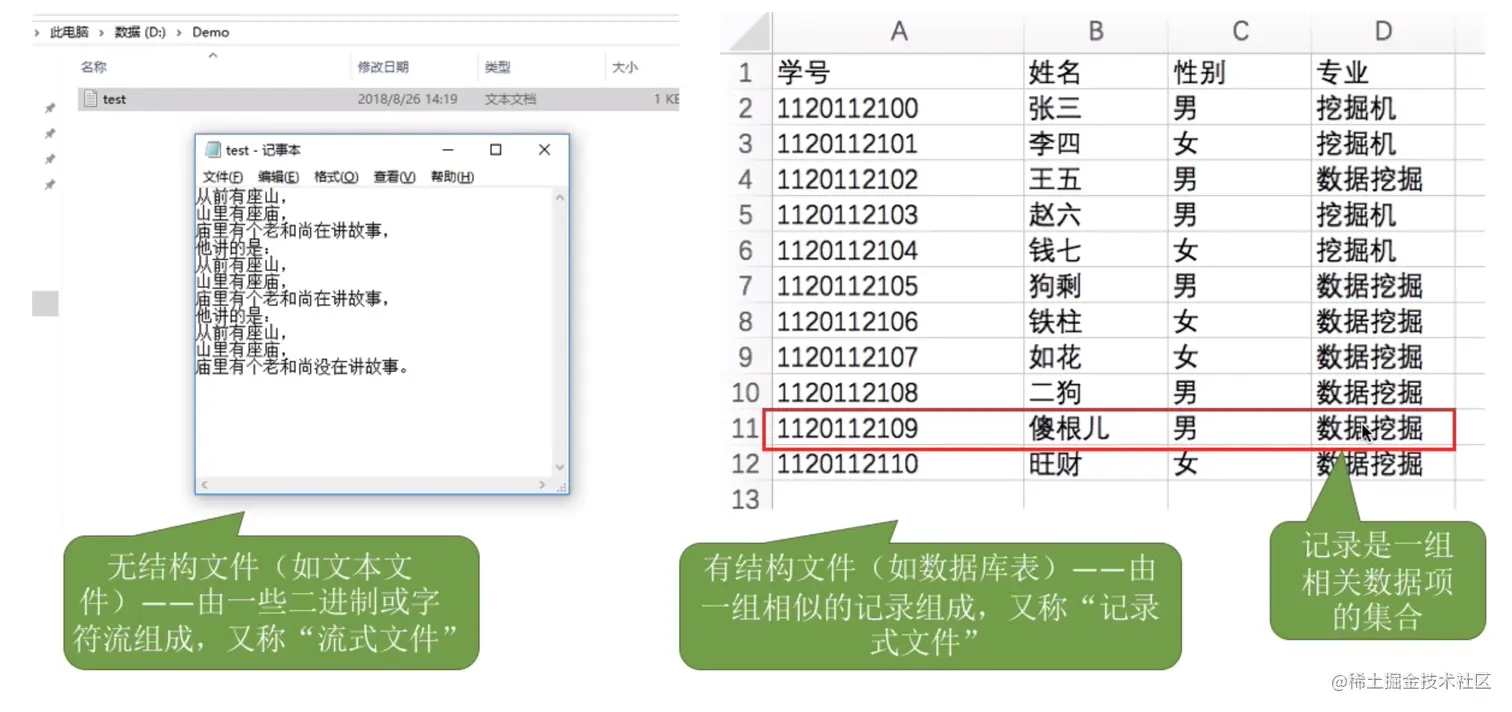 此电脑 > 数据 (D:) > Demo
名称 修改日期 类型 大小
test 2018/8/26 14:19 文本文档 1 KB
test - 记事本
文件(F) 编辑(E) 格式(O) 查看(V) 帮助(H)
从前有座山，
山里有座庙，
庙里有个老和尚在讲故事，
他讲的是：
从前有座山，
山里有座庙，
庙里有个老和尚在讲故事，
他讲的是：
从前有座山，
山里有座庙，
庙里有个老和尚没在讲故事。
无结构文件（如文本文
件）——由一些二进制或字
符流组成，又称“流式文件”
A B C D
1 学号 姓名 性别 专业
2 1120112100 张三 男 挖掘机
3 1120112101 李四 女 挖掘机
4 1120112102 王五 男 数据挖掘
5 1120112103 赵六 男 挖掘机
6 1120112104 钱七 女 挖掘机
7 1120112105 狗剩 男 数据挖掘
8 1120112106 铁柱 女 数据挖掘
9 1120112107 如花 女 数据挖掘
10 1120112108 二狗 男 数据挖掘
11 1120112109 傻根儿 男 数据挖掘
12 1120112110 旺财 女 数据挖掘
13
有结构文件（如数据库表）——由
一组相似的记录组成，又称“记录
式文件”
记录是一组
相关数据项
的集合
@稀土掘金技术社区